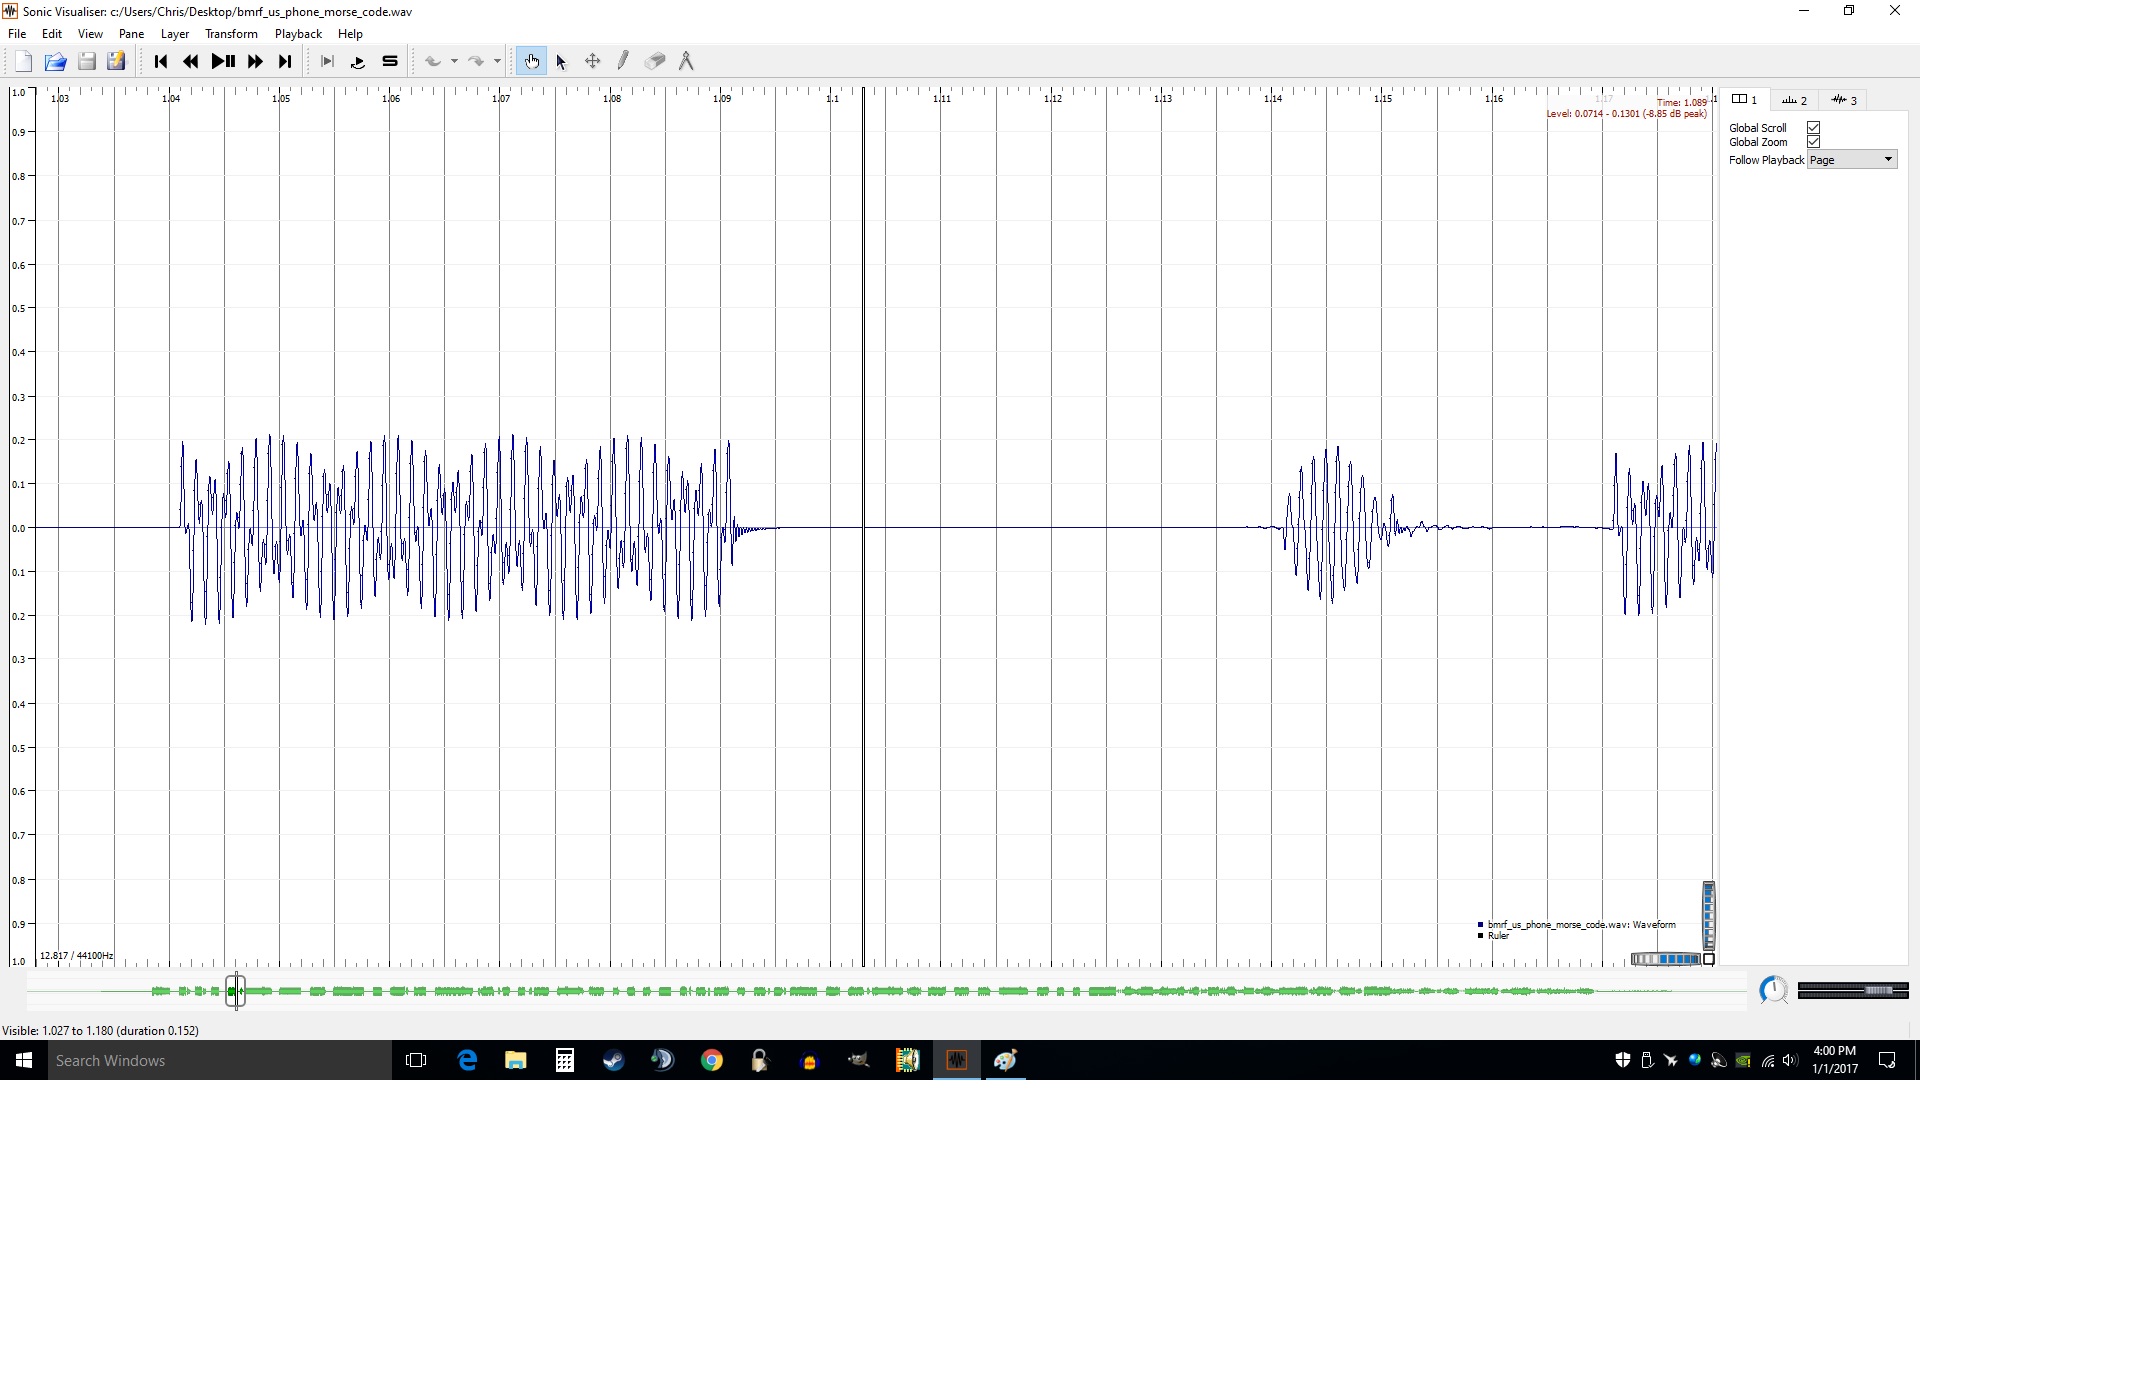 Sonic Visualiser: c:/Users/Chris/Desktop/bmrf_us_phone_morse_code.wav
File Edit View Pane Layer Transform Playback Help
1.03 1.04 1.05 1.06 1.07 1.08 1.09 1.1 1.11 1.12 1.13 1.14 1.15 1.16 1.17 1.1
Time: 1.089
Level: 0.0714 - 0.1301 (-8.85 dB peak)
1 2 3
Global Scroll
Global Zoom
Follow Playback Page
1.0
0.9
0.8
0.7
0.6
0.5
0.4
0.3
0.2
0.1
0.0
0.1
0.2
0.3
0.4
0.5
0.6
0.7
0.8
0.9
1.0
bmrf_us_phone_morse_code.wav: Waveform
Ruler
12.817 / 44100Hz
Visible: 1.027 to 1.180 (duration 0.152)
Search Windows
4:00 PM
1/1/2017